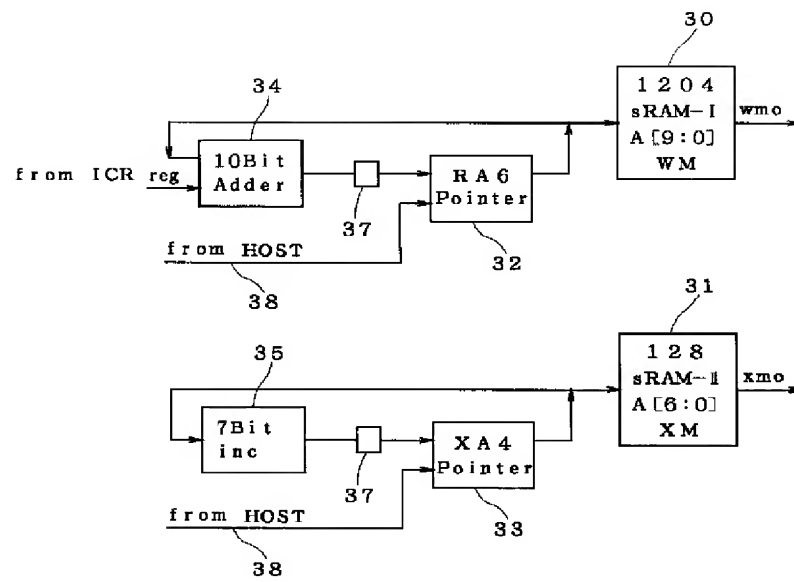 30
34
1204
sRAM-I
wmo
A[9:0]
WM
from ICR reg
10Bit
Adder
RA6
Pointer
37
from HOST
32
38
31
35
128
sRAM-II
xmo
A[6:0]
XM
7Bit
inc
XA4
Pointer
37
from HOST
33
38